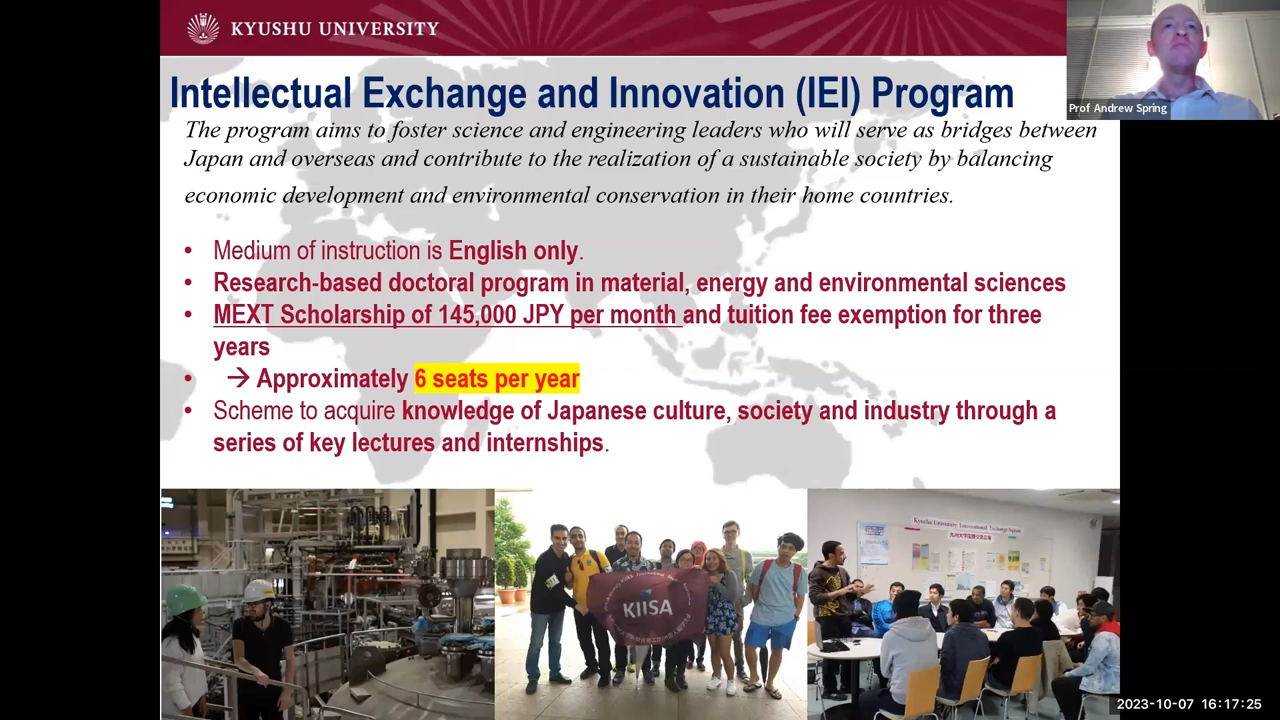 KYUSHU UNIVERSITY
Prof Andrew Spring
Intellectual Exchange and Innovation (IEI) Program
The program aims to foster science and engineering leaders who will serve as bridges between
Japan and overseas and contribute to the realization of a sustainable society by balancing
economic development and environmental conservation in their home countries.
• Medium of instruction is English only.
• Research-based doctoral program in material, energy and environmental sciences
• MEXT Scholarship of 145,000 JPY per month and tuition fee exemption for three
years
• → Approximately 6 seats per year
• Scheme to acquire knowledge of Japanese culture, society and industry through a
series of key lectures and internships.
KIISA
Kyushu University International Exchange Space
2023-10-07 16:17:25